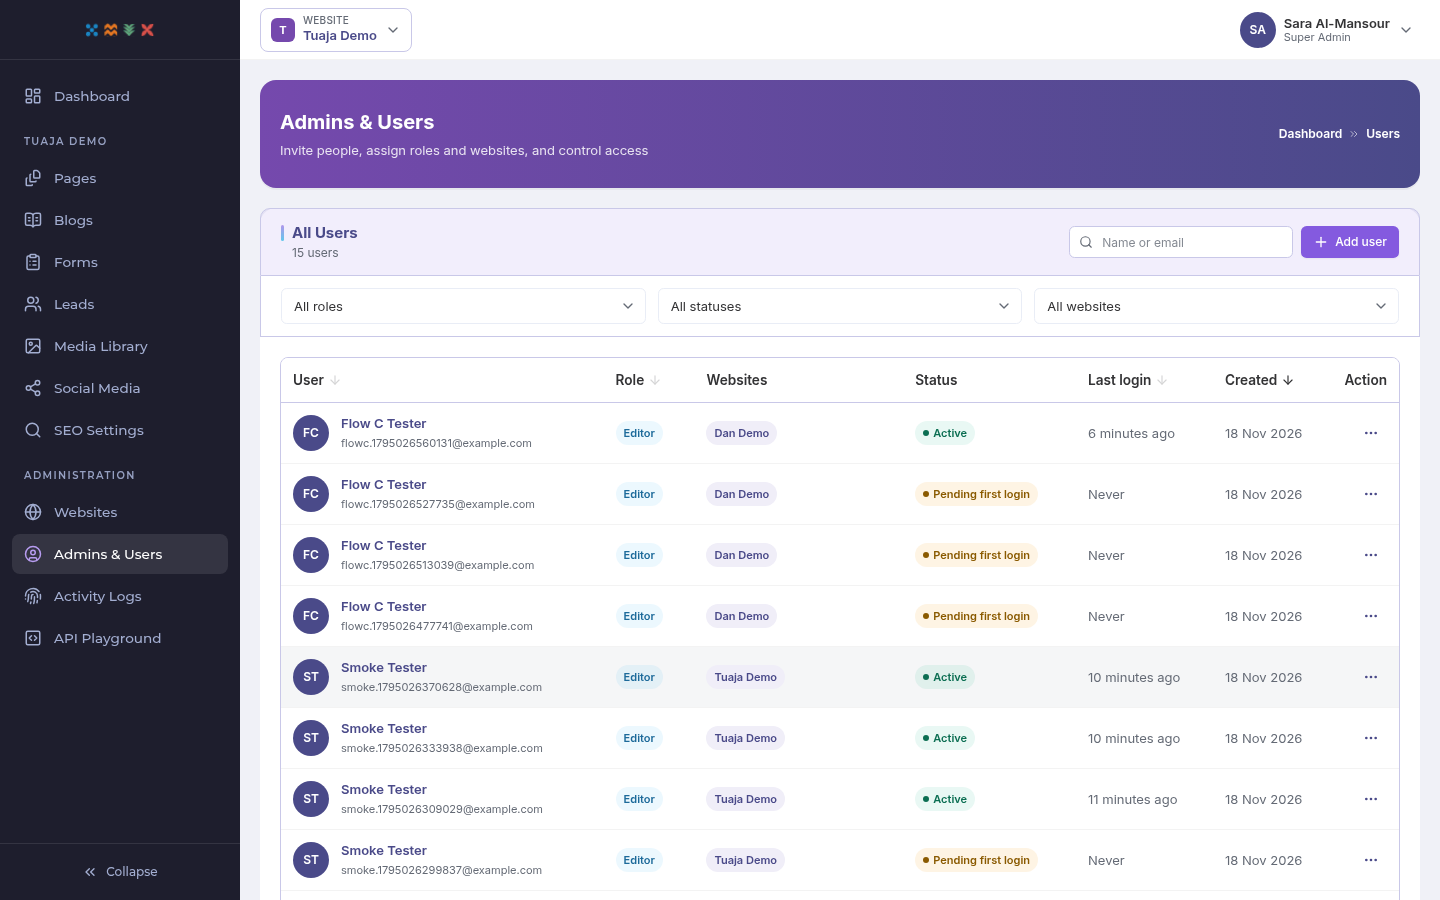 WEBSITE
T
Tuaja Demo
SA
Sara Al-Mansour
Super Admin
Dashboard
TUAJA DEMO
Pages
Blogs
Forms
Leads
Media Library
Social Media
SEO Settings
ADMINISTRATION
Websites
Admins & Users
Activity Logs
API Playground
Collapse
Admins & Users
Invite people, assign roles and websites, and control access
Dashboard » Users
All Users
15 users
Name or email
Add user
All roles
All statuses
All websites
User Role Websites Status Last login Created Action
FC Flow C Tester
flowc.1795026560131@example.com
Editor Dan Demo Active 6 minutes ago 18 Nov 2026
FC Flow C Tester
flowc.1795026527735@example.com
Editor Dan Demo Pending first login Never 18 Nov 2026
FC Flow C Tester
flowc.1795026513039@example.com
Editor Dan Demo Pending first login Never 18 Nov 2026
FC Flow C Tester
flowc.1795026477741@example.com
Editor Dan Demo Pending first login Never 18 Nov 2026
ST Smoke Tester
smoke.1795026370628@example.com
Editor Tuaja Demo Active 10 minutes ago 18 Nov 2026
ST Smoke Tester
smoke.1795026333938@example.com
Editor Tuaja Demo Active 10 minutes ago 18 Nov 2026
ST Smoke Tester
smoke.1795026309029@example.com
Editor Tuaja Demo Active 11 minutes ago 18 Nov 2026
ST Smoke Tester
smoke.1795026299837@example.com
Editor Tuaja Demo Pending first login Never 18 Nov 2026